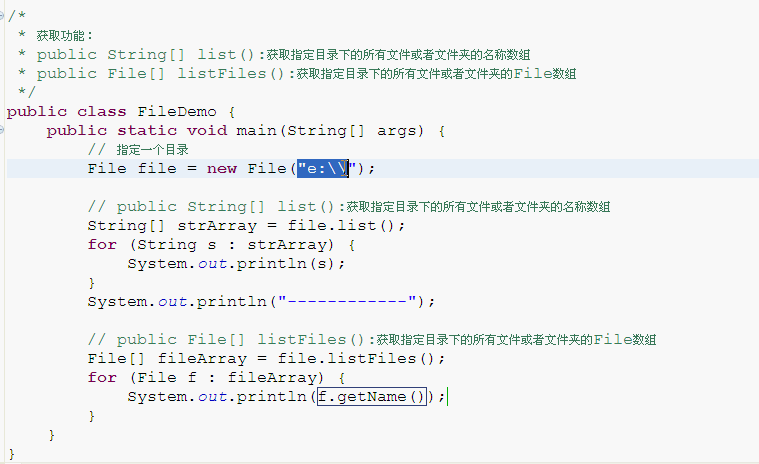 /*
 * 获取功能:
 * public String[] list():获取指定目录下的所有文件或者文件夹的名称数组
 * public File[] listFiles():获取指定目录下的所有文件或者文件夹的File数组
 */
public class FileDemo {
    public static void main(String[] args) {
        // 指定一个目录
        File file = new File("e:\\");
        // public String[] list():获取指定目录下的所有文件或者文件夹的名称数组
        String[] strArray = file.list();
        for (String s : strArray) {
            System.out.println(s);
        }
        System.out.println("------------");
        // public File[] listFiles():获取指定目录下的所有文件或者文件夹的File数组
        File[] fileArray = file.listFiles();
        for (File f : fileArray) {
            System.out.println(f.getName());
        }
    }
}